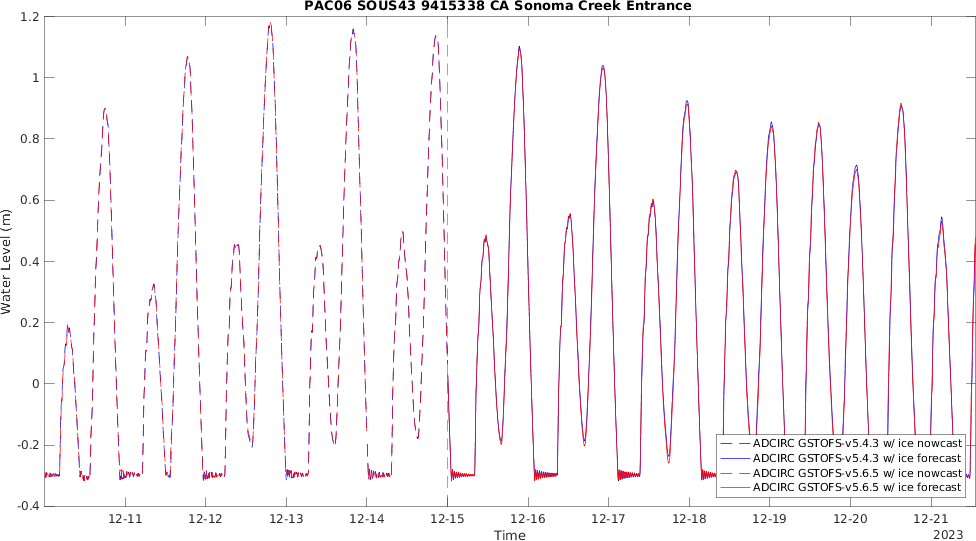 PAC06 SOUS43 9415338 CA Sonoma Creek Entrance
1.2
1
0.8
0.6
0.4
0.2
0
-0.2
-0.4
Water Level (m)
12-11 12-12 12-13 12-14 12-15 12-16 12-17 12-18 12-19 12-20 12-21
Time
2023
ADCIRC GSTOFS-v5.4.3 w/ ice nowcast
ADCIRC GSTOFS-v5.4.3 w/ ice forecast
ADCIRC GSTOFS-v5.6.5 w/ ice nowcast
ADCIRC GSTOFS-v5.6.5 w/ ice forecast